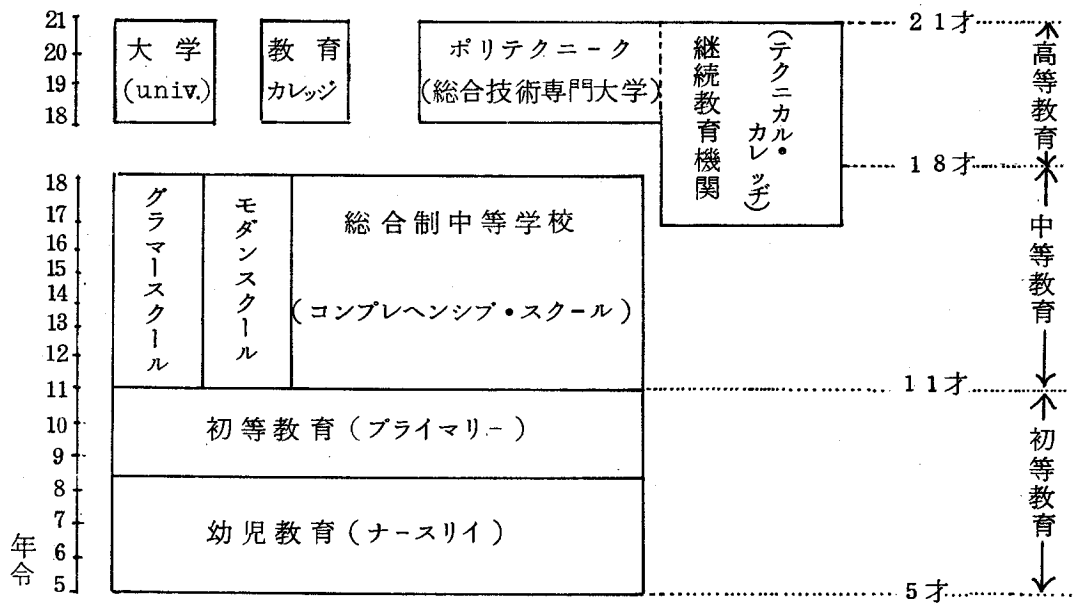 21
20
19
18
大学
(univ.)
教育
カレッジ
ポリテクニーク
(総合技術専門大学)
継続教育機関
(テクニカル・
カレッヂ)
21才
高等教育
18才
18
17
16
15
14
13
12
11
グラマースクール
モダンスクール
総合制中等学校
(コンプレヘンシブ・スクール)
中等教育
11才
10
9
初等教育(プライマリー)
初等教育
8
7
6
5
幼児教育(ナースリイ)
5才
年令